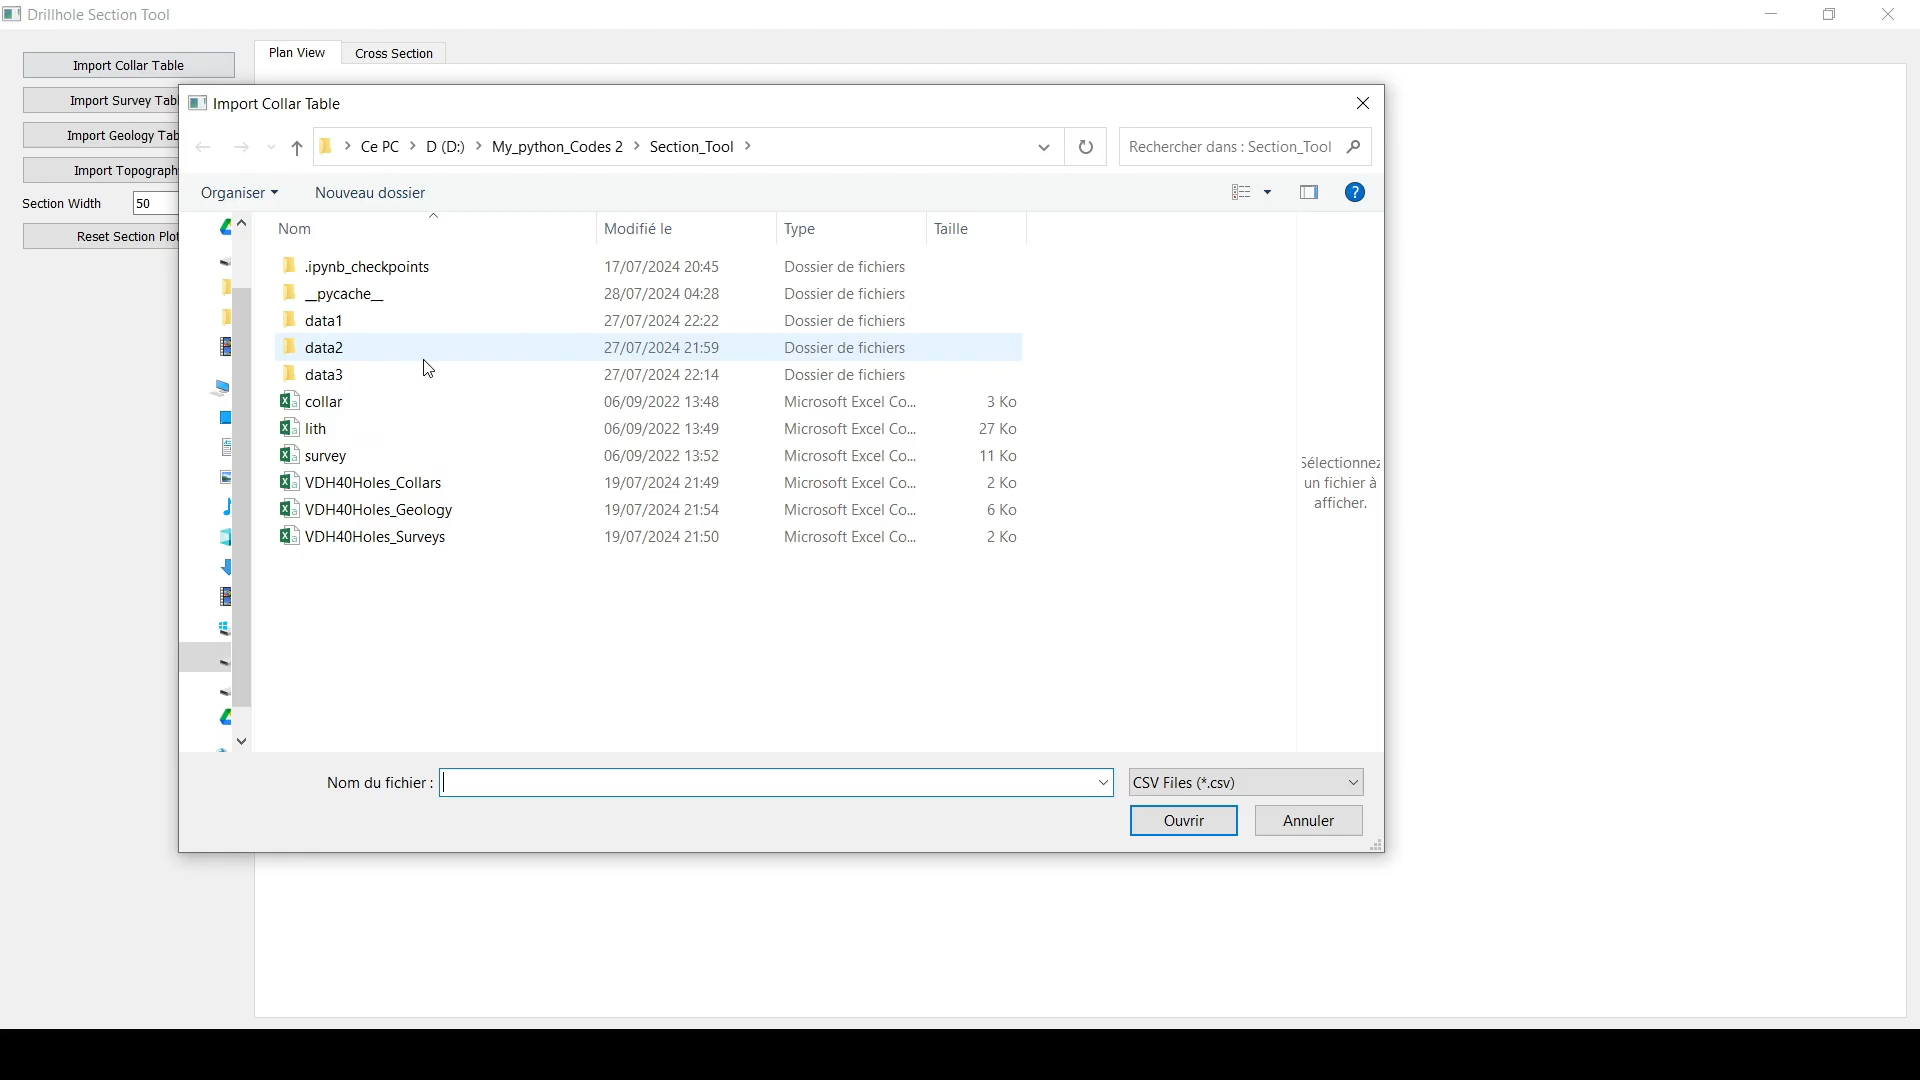 Drillhole Section Tool
Import Collar Table
Plan View
Cross Section
Import Survey Tabl
Import Geology Tab
Import Topograph
Section Width
50
Reset Section Plot
Import Collar Table
Ce PC
D (D:)
My_python_Codes 2
Section_Tool
Rechercher dans : Section_Tool
Organiser
Nouveau dossier
Nom
Modifié le
Type
Taille
.ipynb_checkpoints 17/07/2024 20:45 Dossier de fichiers
__pycache__ 28/07/2024 04:28 Dossier de fichiers
data1 27/07/2024 22:22 Dossier de fichiers
data2 27/07/2024 21:59 Dossier de fichiers
data3 27/07/2024 22:14 Dossier de fichiers
collar 06/09/2022 13:48 Microsoft Excel Co... 3 Ko
lith 06/09/2022 13:49 Microsoft Excel Co... 27 Ko
survey 06/09/2022 13:52 Microsoft Excel Co... 11 Ko
VDH40Holes_Collars 19/07/2024 21:49 Microsoft Excel Co... 2 Ko
VDH40Holes_Geology 19/07/2024 21:54 Microsoft Excel Co... 6 Ko
VDH40Holes_Surveys 19/07/2024 21:50 Microsoft Excel Co... 2 Ko
Sélectionnez
un fichier à
afficher.
Nom du fichier :
CSV Files (*.csv)
Ouvrir
Annuler